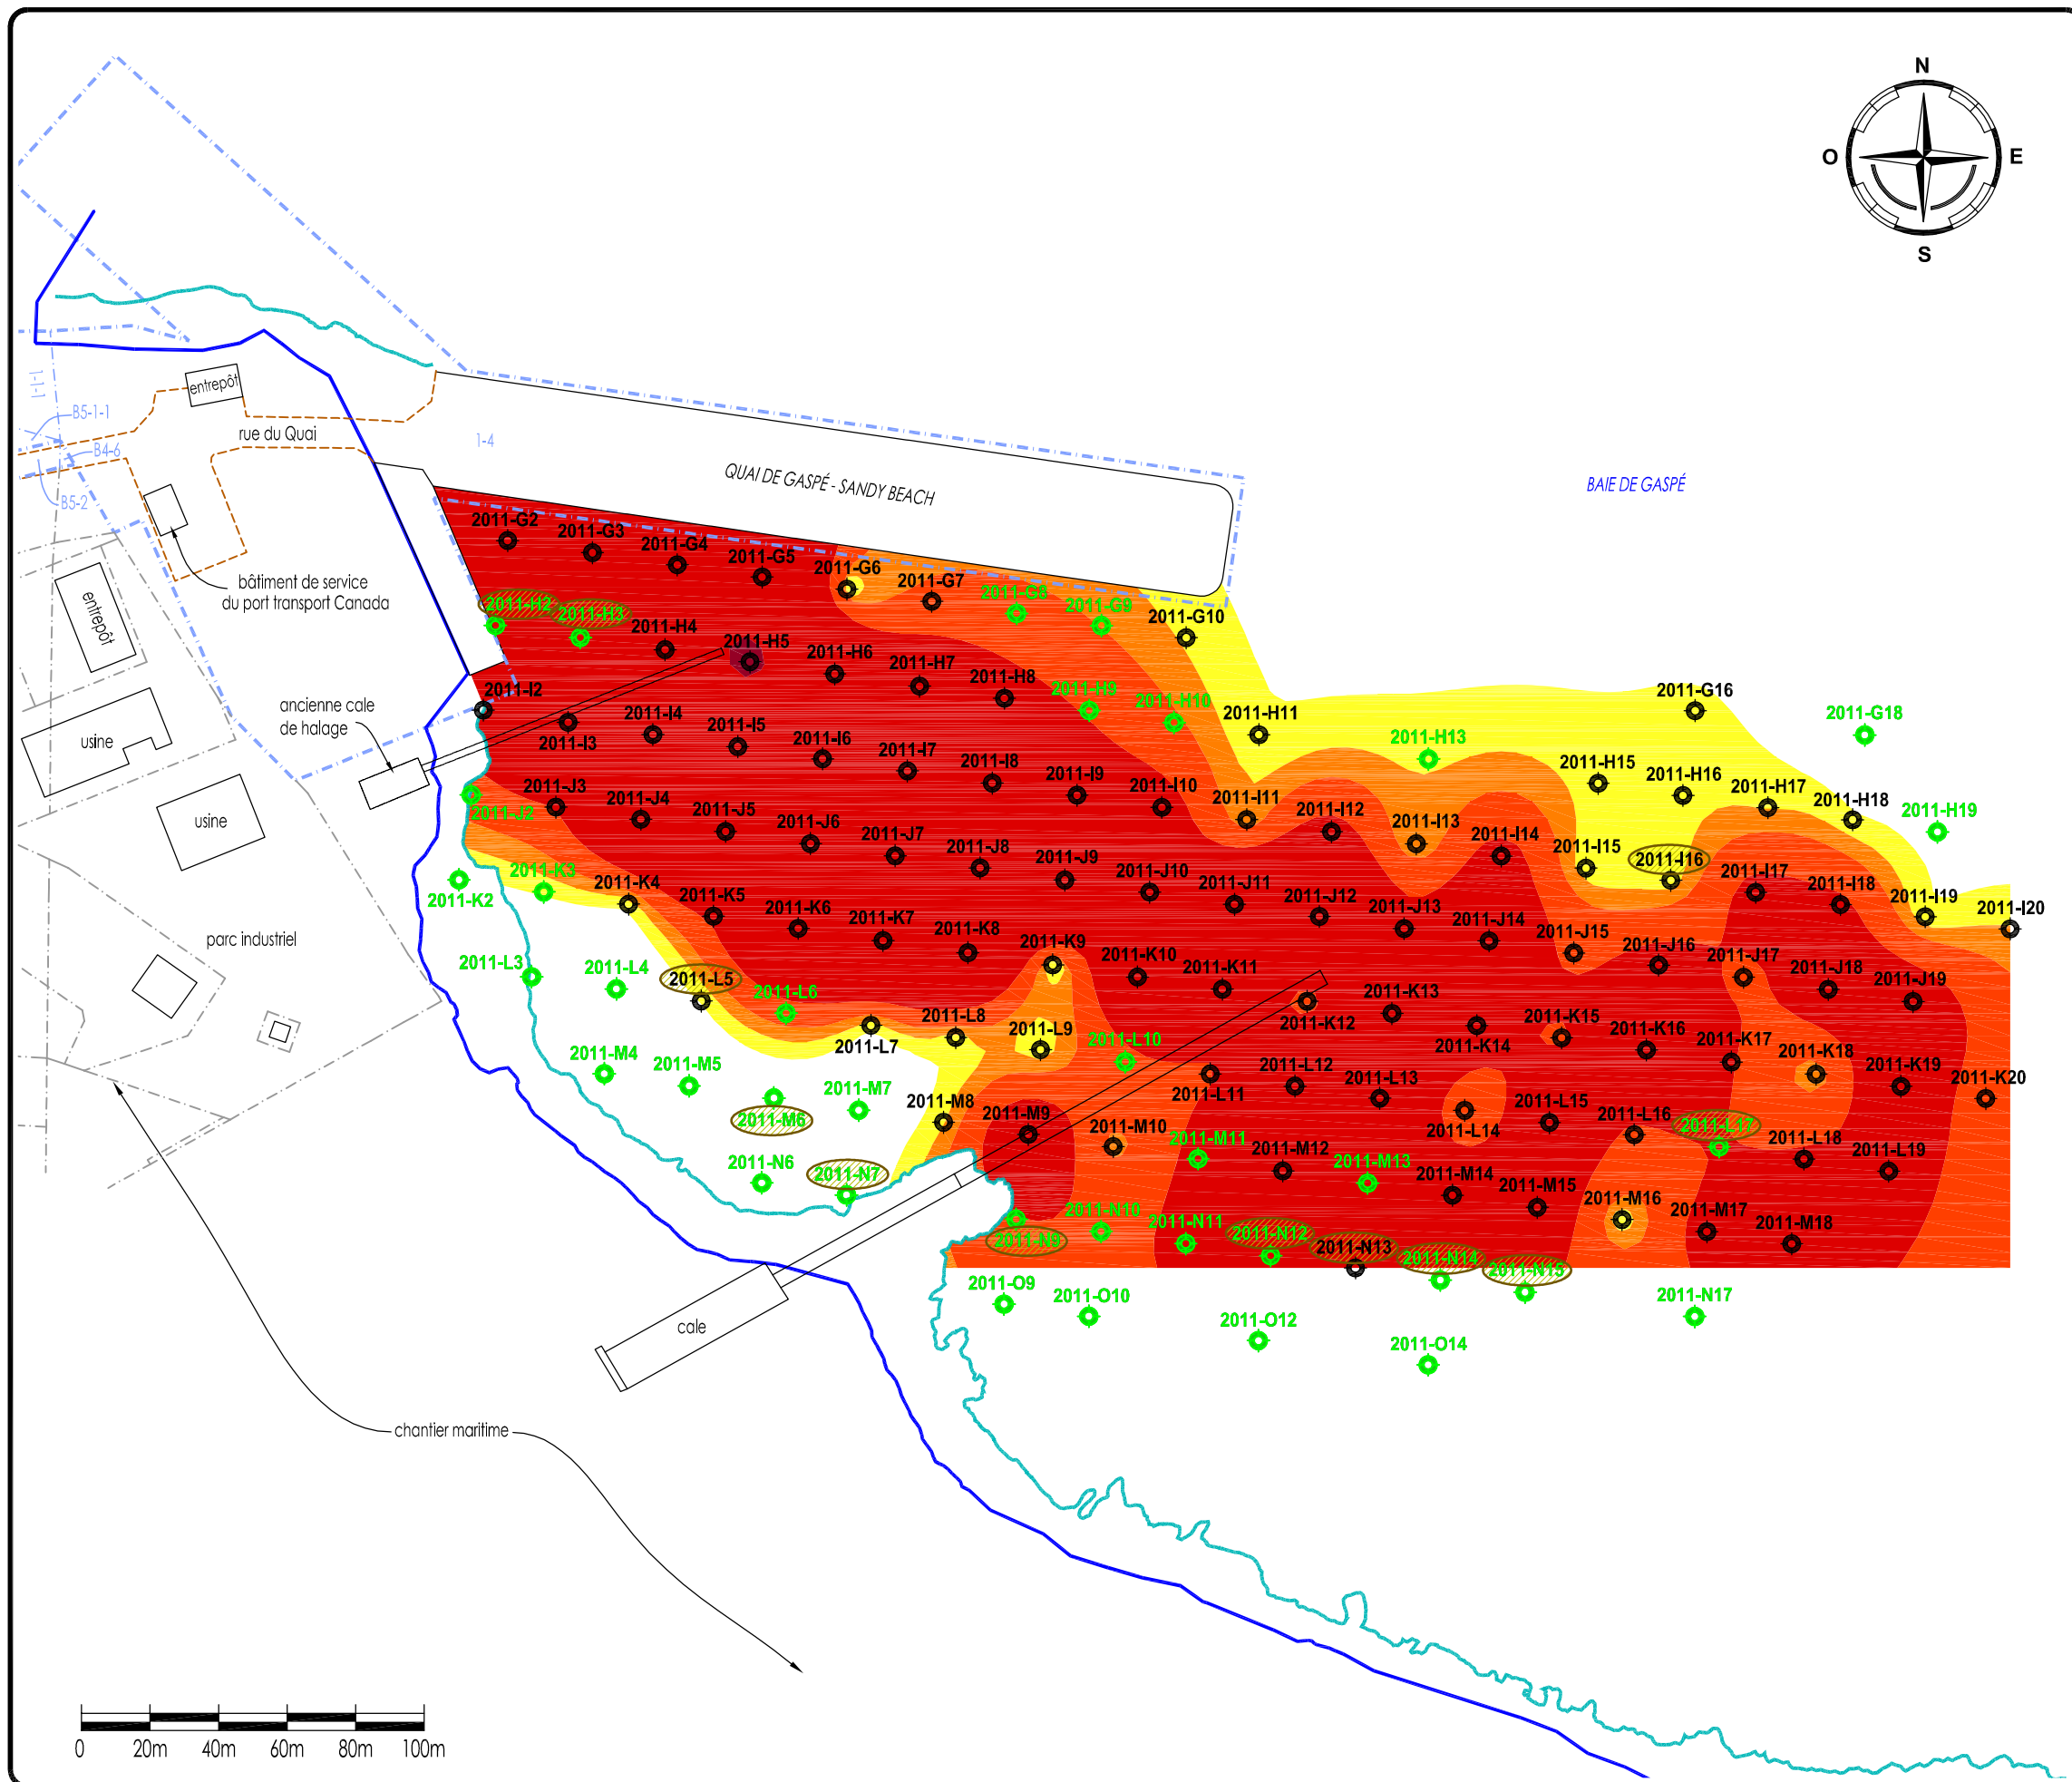 N
O
E
S
entrepôt
1-1-1
B5-1-1
B4-6
B5-2
rue du Quai
1-4
QUAI DE GASPÉ - SANDY BEACH
BAIE DE GASPÉ
bâtiment de service
du port transport Canada
entrepôt
usine
ancienne cale
de halage
usine
parc industriel
2011-G2
2011-G3
2011-G4
2011-G5
2011-G6
2011-G7
2011-G8
2011-G9
2011-G10
2011-G16
2011-G18
2011-H2
2011-H3
2011-H4
2011-H5
2011-H6
2011-H7
2011-H8
2011-H9
2011-H10
2011-H11
2011-H13
2011-H15
2011-H16
2011-H17
2011-H18
2011-H19
2011-I2
2011-I3
2011-I4
2011-I5
2011-I6
2011-I7
2011-I8
2011-I9
2011-I10
2011-I11
2011-I12
2011-I13
2011-I14
2011-I15
2011-I16
2011-I17
2011-I18
2011-I19
2011-I20
2011-J2
2011-J3
2011-J4
2011-J5
2011-J6
2011-J7
2011-J8
2011-J9
2011-J10
2011-J11
2011-J12
2011-J13
2011-J14
2011-J15
2011-J16
2011-J17
2011-J18
2011-J19
2011-K2
2011-K3
2011-K4
2011-K5
2011-K6
2011-K7
2011-K8
2011-K9
2011-K10
2011-K11
2011-K12
2011-K13
2011-K14
2011-K15
2011-K16
2011-K17
2011-K18
2011-K19
2011-K20
2011-L3
2011-L4
2011-L5
2011-L6
2011-L7
2011-L8
2011-L9
2011-L10
2011-L11
2011-L12
2011-L13
2011-L14
2011-L15
2011-L16
2011-L17
2011-L18
2011-L19
2011-M4
2011-M5
2011-M6
2011-M7
2011-M8
2011-M9
2011-M10
2011-M11
2011-M12
2011-M13
2011-M14
2011-M15
2011-M16
2011-M17
2011-M18
2011-N6
2011-N7
2011-N9
2011-N10
2011-N11
2011-N12
2011-N13
2011-N14
2011-N15
2011-N17
2011-O9
2011-O10
2011-O12
2011-O14
cale
chantier maritime
0 20m 40m 60m 80m 100m